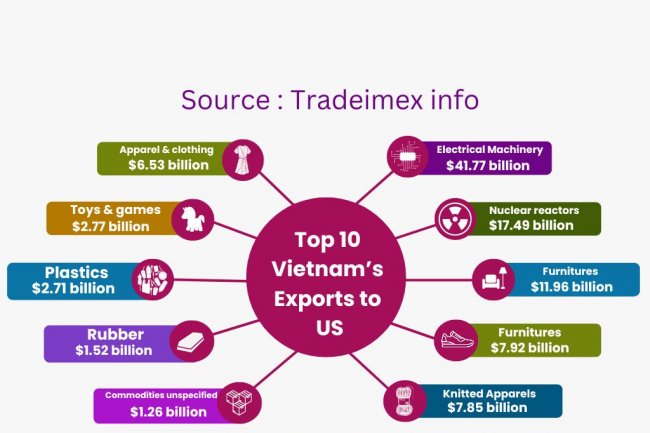 Source : Tradeimex info
Top 10
Vietnam's
Exports to
US
Electrical Machinery
$41.77 billion
Nuclear reactors
$17.49 billion
Furnitures
$11.96 billion
Furnitures
$7.92 billion
Knitted Apparels
$7.85 billion
Apparel & clothing
$6.53 billion
Toys & games
$2.77 billion
Plastics
$2.71 billion
Rubber
$1.52 billion
Commodities unspecified
$1.26 billion